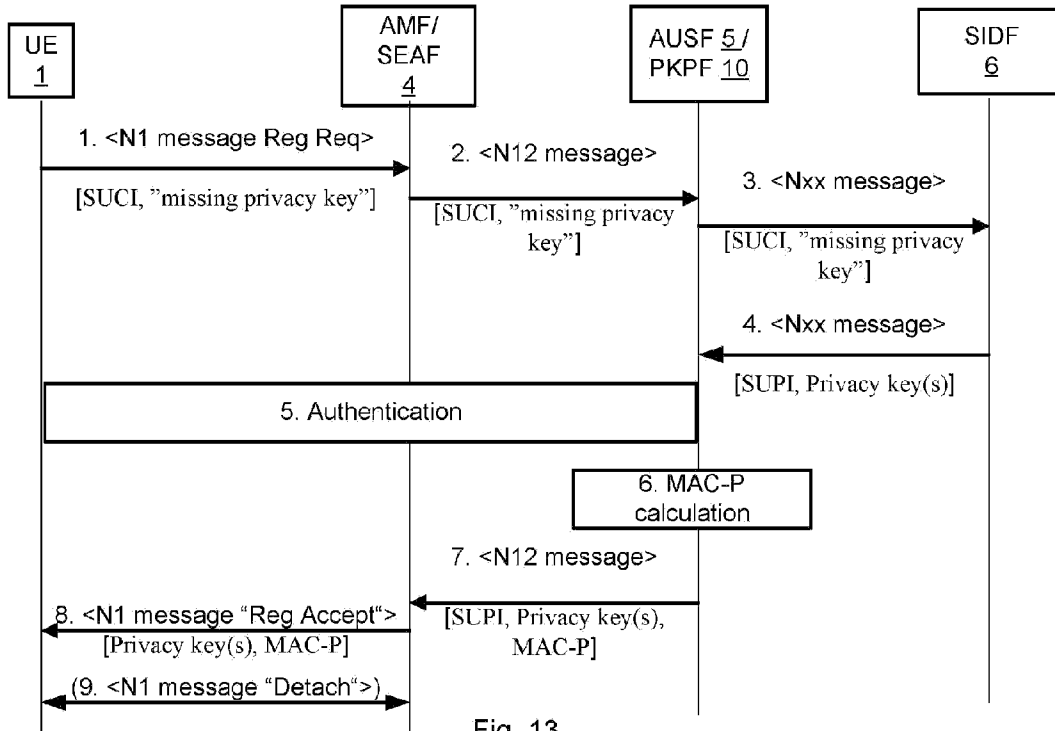 UE
1
AMF/
SEAF
4
AUSF 5/
PKPF 10
SIDF
6
1. <N1 message Reg Req>
[SUCI, ”missing privacy key”]
2. <N12 message>
[SUCI, ”missing privacy
key”]
3. <Nxx message>
[SUCI, ”missing privacy
key”]
4. <Nxx message>
[SUPI, Privacy key(s)]
5. Authentication
6. MAC-P
calculation
7. <N12 message>
[SUPI, Privacy key(s),
MAC-P]
8. <N1 message “Reg Accept“>
[Privacy key(s), MAC-P]
(9. <N1 message “Detach“>)
Fig. 13